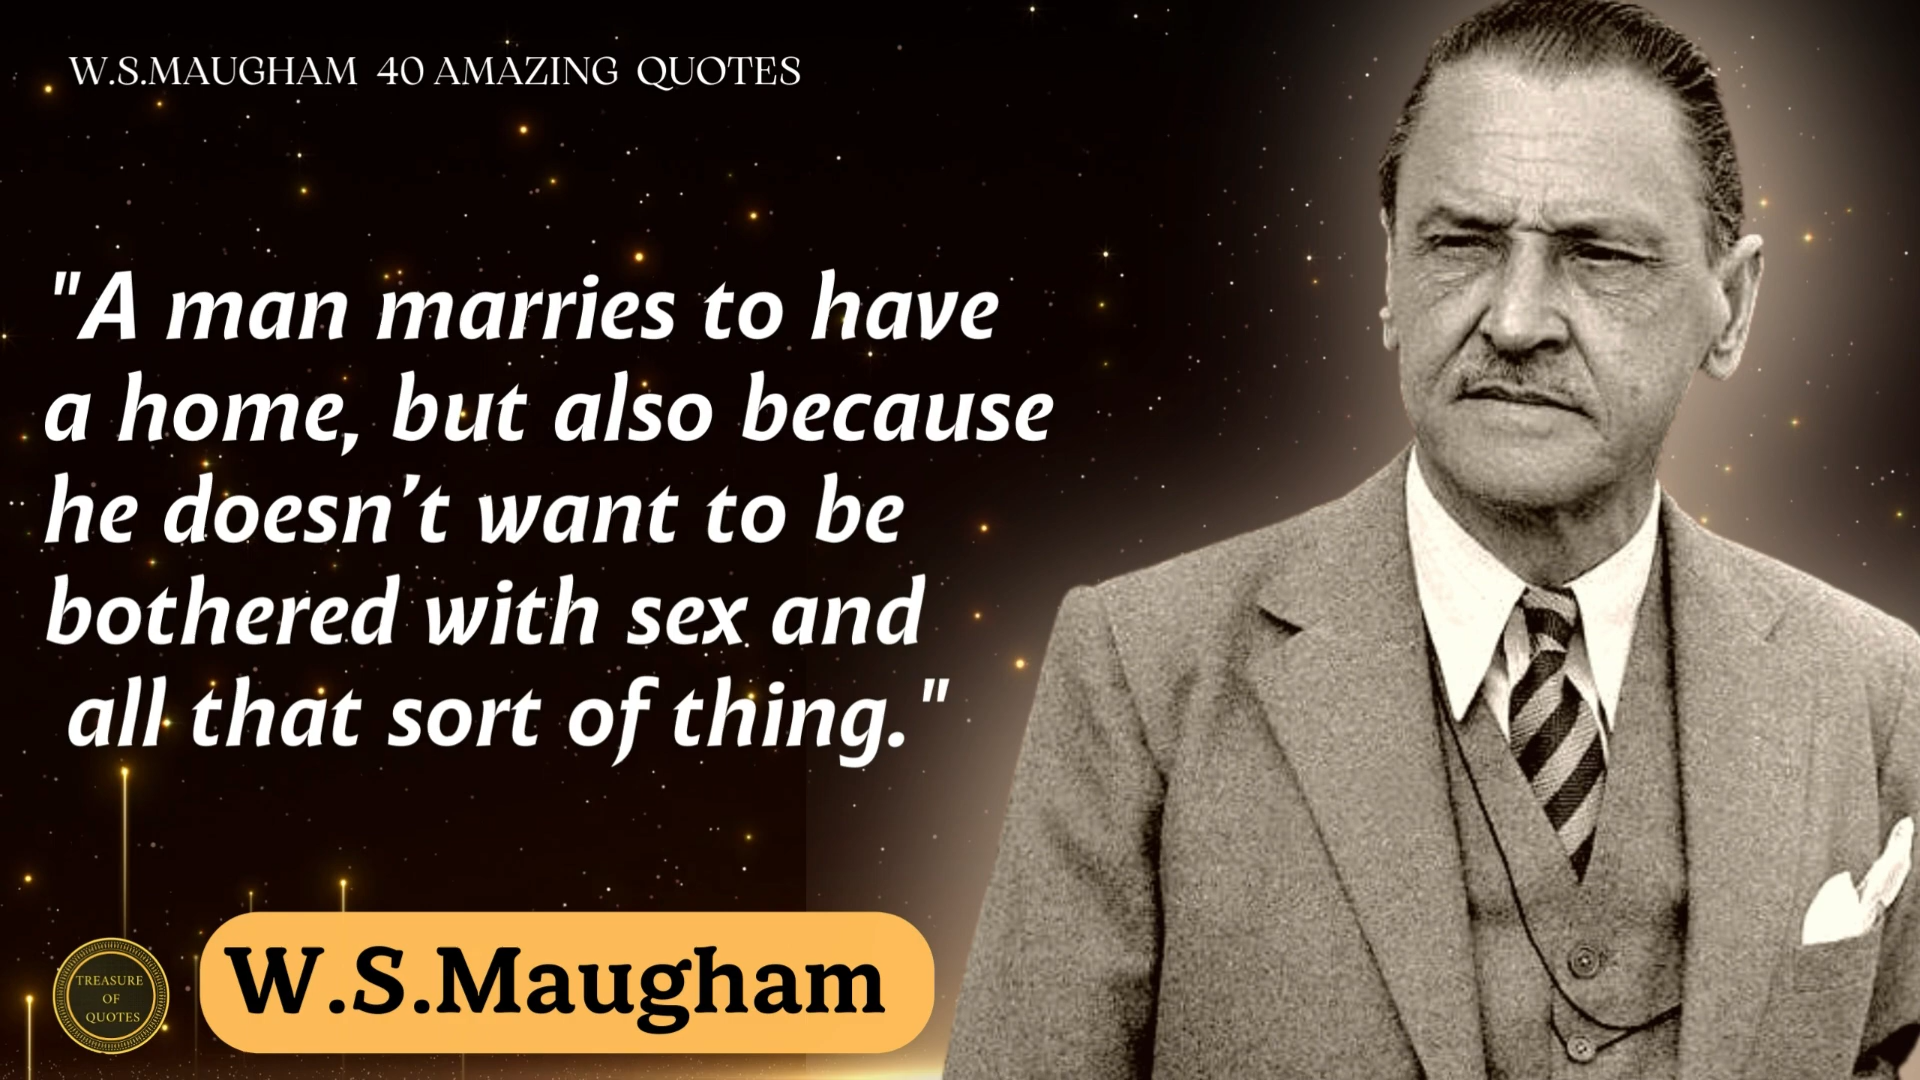 W.S.MAUGHAM 40 AMAZING QUOTES
"A man marries to have
a home, but also because
he doesn’t want to be
bothered with sex and
all that sort of thing."
W.S.Maugham
TREASURE
OF
QUOTES